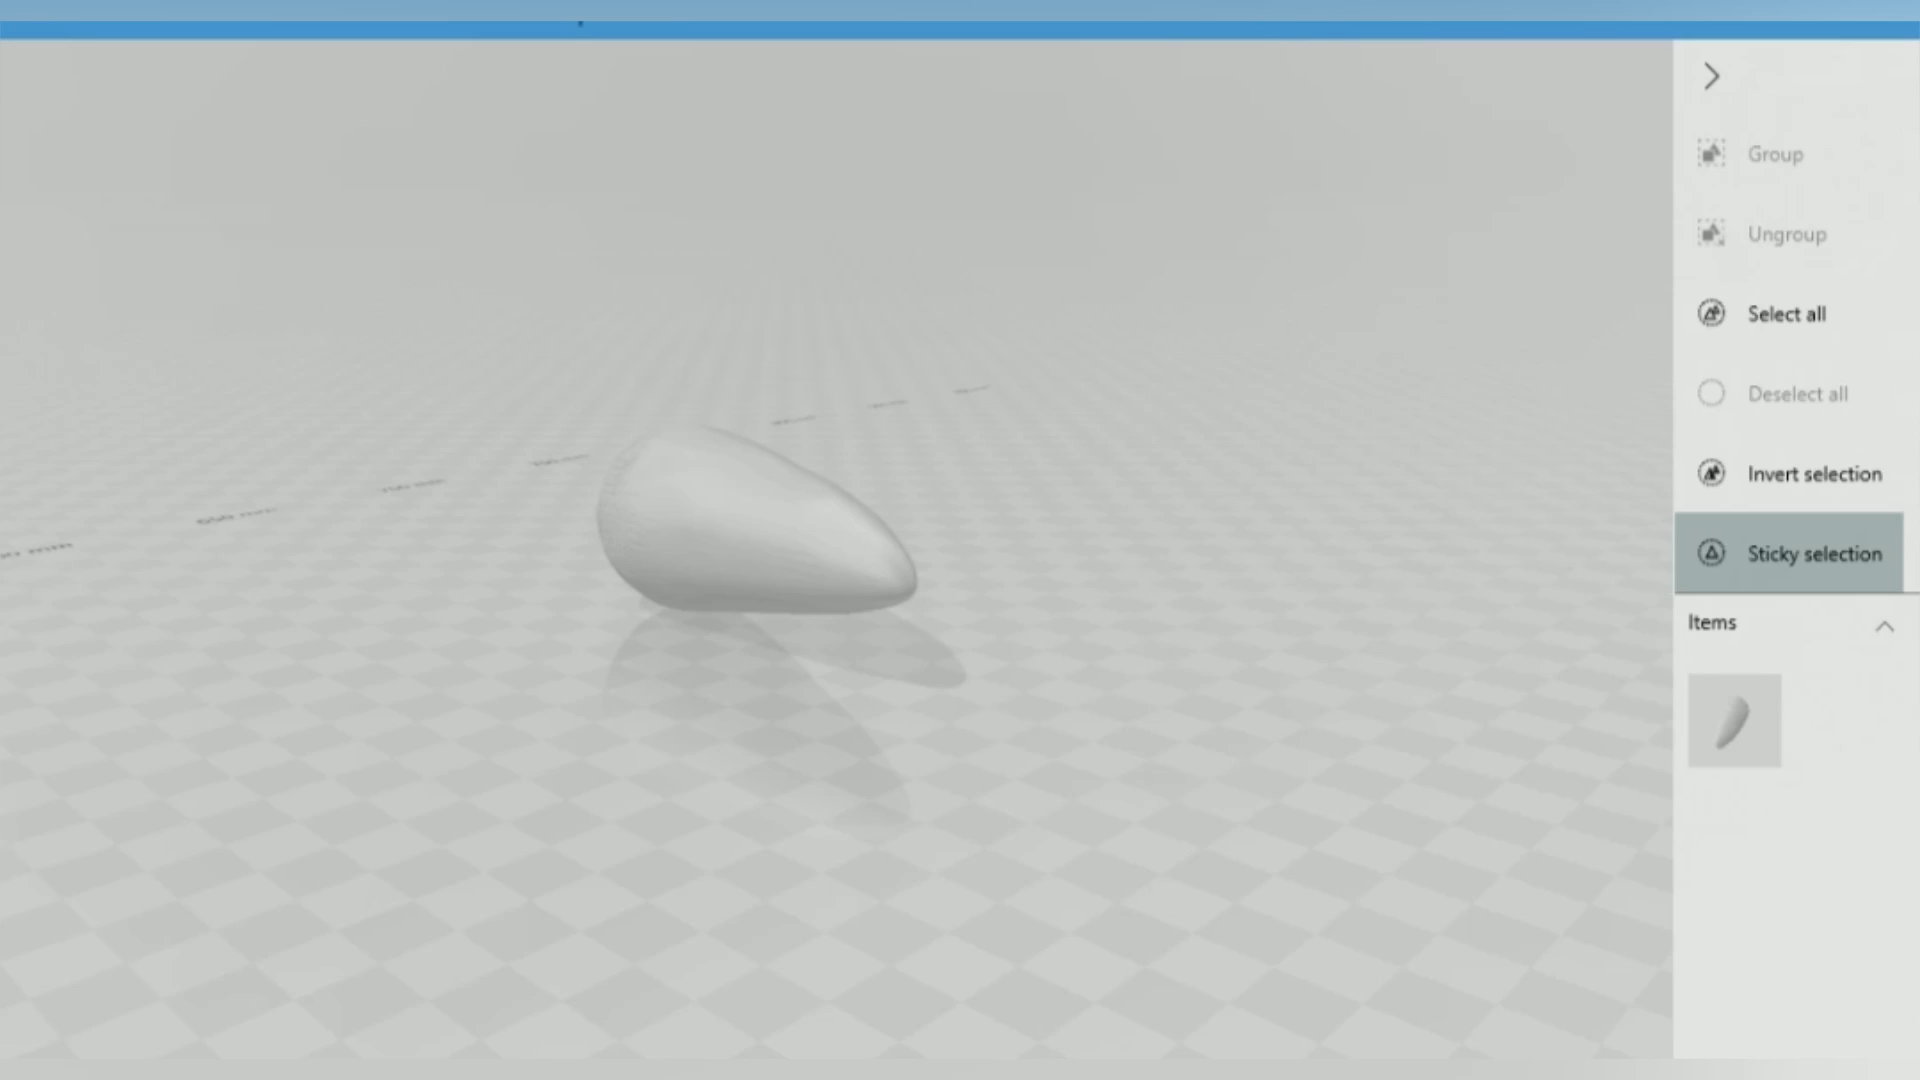 Group
Ungroup
Select all
Deselect all
Invert selection
Sticky selection
Items